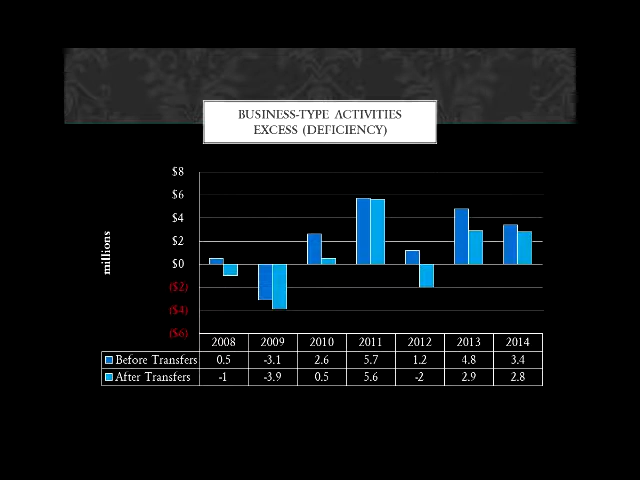 BUSINESS-TYPE ACTIVITIES
EXCESS (DEFICIENCY)
$8
$6
$4
$2
$0
($2)
($4)
($6)
millions
2008 2009 2010 2011 2012 2013 2014
Before Transfers 0.5 -3.1 2.6 5.7 1.2 4.8 3.4
After Transfers -1 -3.9 0.5 5.6 -2 2.9 2.8